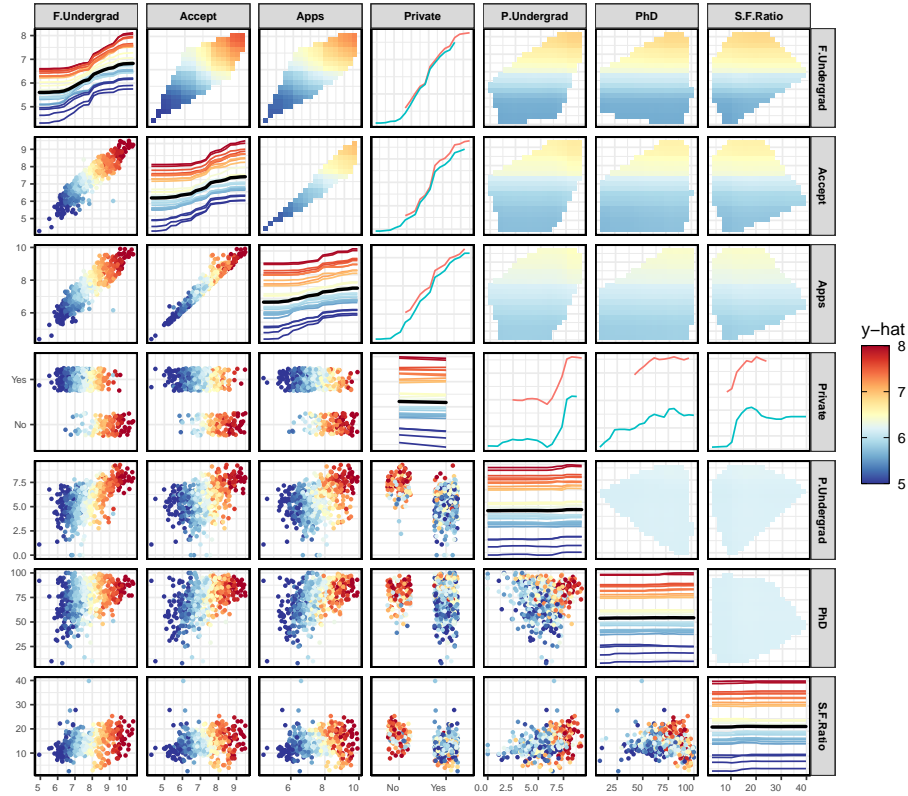 F.Undergrad Accept Apps Private P.Undergrad PhD S.F.Ratio
8
7
6
5
F.Undergrad
9
8
7
6
5
Accept
10
8
6
Apps
Yes
No
Private
7.5
5.0
2.5
0.0
P.Undergrad
100
75
50
25
PhD
40
30
20
10
S.F.Ratio
5 6 7 8 9 10 5 6 7 8 9 6 8 10 No Yes 0.0 2.5 5.0 7.5 25 50 75 100 10 20 30 40
y−hat
8
7
6
5